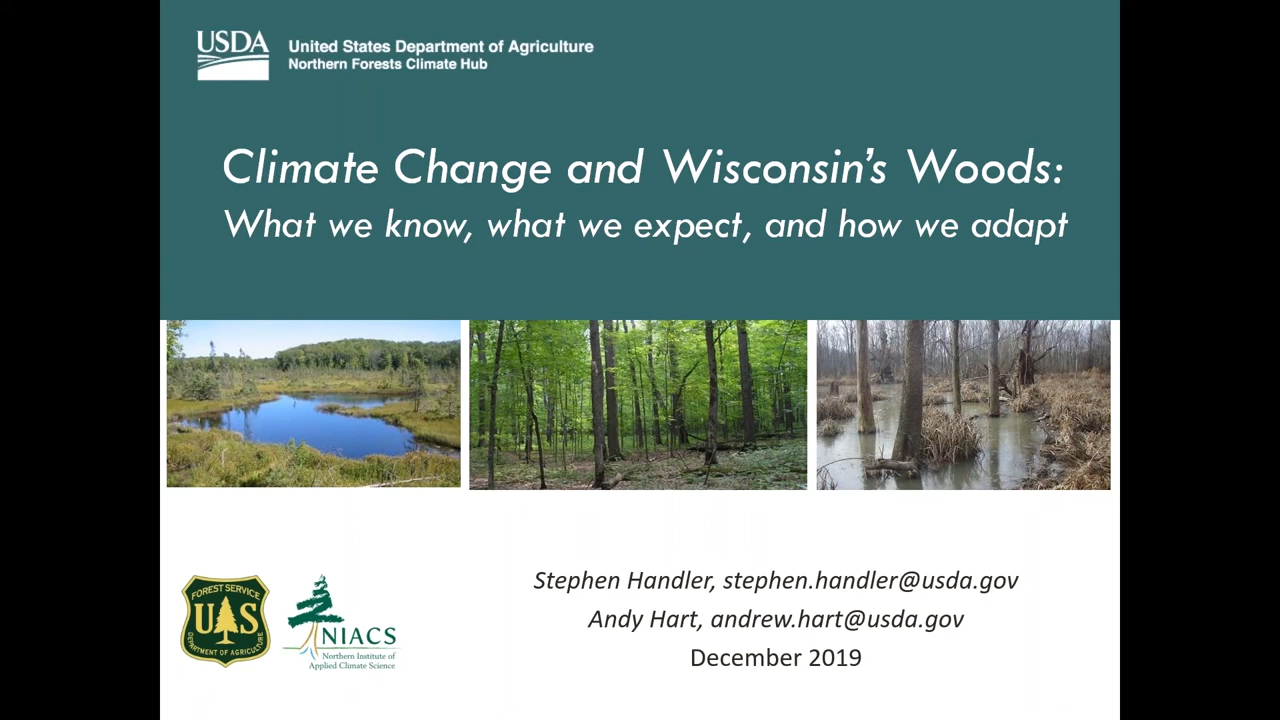 USDA
United States Department of Agriculture
Northern Forests Climate Hub
Climate Change and Wisconsin's Woods:
What we know, what we expect, and how we adapt
Stephen Handler, stephen.handler@usda.gov
Andy Hart, andrew.hart@usda.gov
December 2019
FOREST SERVICE
UAS
DEPARTMENT OF AGRICULTURE
NIACS
Northern Institute of
Applied Climate Science